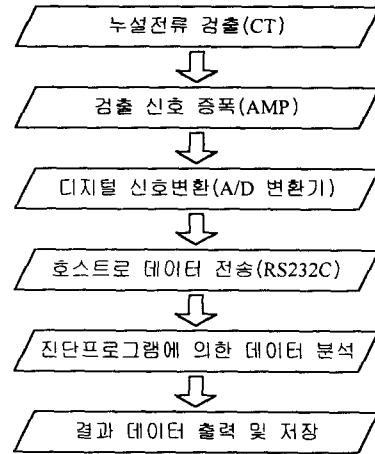 누설전류 검출(CT)
검출 신호 증폭(AMP)
디지털 신호변환(A/D 변환기)
호스트로 데이터 전송(RS232C)
진단프로그램에 의한 데이터 분석
결과 데이터 출력 및 저장